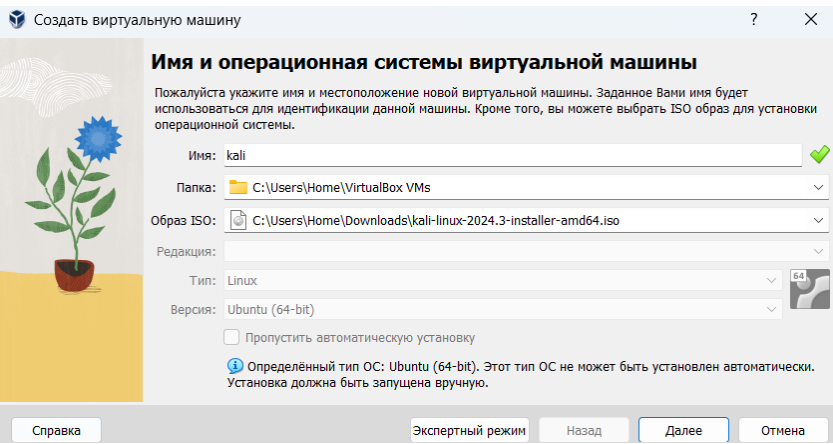 Создать виртуальную машину
?
Имя и операционная системы виртуальной машины
Пожалуйста укажите имя и местоположение новой виртуальной машины. Заданное Вами имя будет
использоваться для идентификации данной машины. Кроме того, вы можете выбрать ISO образ для установки
операционной системы.
Имя: kali
Папка: C:\Users\Home\VirtualBox VMs
Образ ISO: C:\Users\Home\Downloads\kali-linux-2024.3-installer-amd64.iso
Редакция:
Тип: Linux
64
Версия: Ubuntu (64-bit)
Пропустить автоматическую установку
Определённый тип ОС: Ubuntu (64-bit). Этот тип ОС не может быть установлен автоматически.
Установка должна быть запущена вручную.
Справка Экспертный режим Назад Далее Отмена